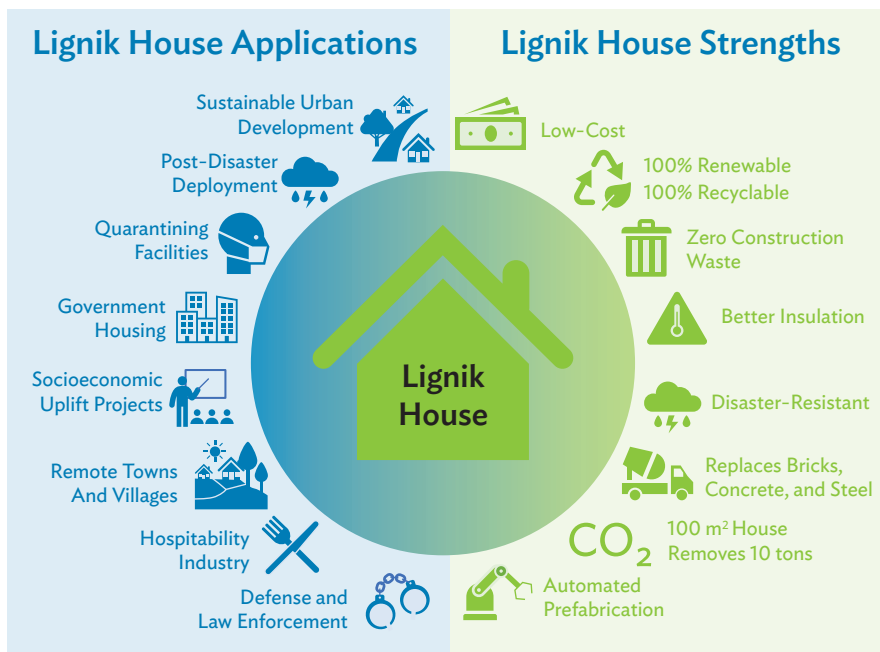 Lignik House Applications
Sustainable Urban
Development
Post-Disaster
Deployment
Quarantining
Facilities
Government
Housing
Socioeconomic
Uplift Projects
Remote Towns
And Villages
Hospitability
Industry
Defense and
Law Enforcement
Lignik
House
Lignik House Strengths
Low-Cost
100% Renewable
100% Recyclable
Zero Construction
Waste
Better Insulation
Disaster-Resistant
Replaces Bricks,
Concrete, and Steel
CO₂
100 m² House
Removes 10 tons
Automated
Prefabrication